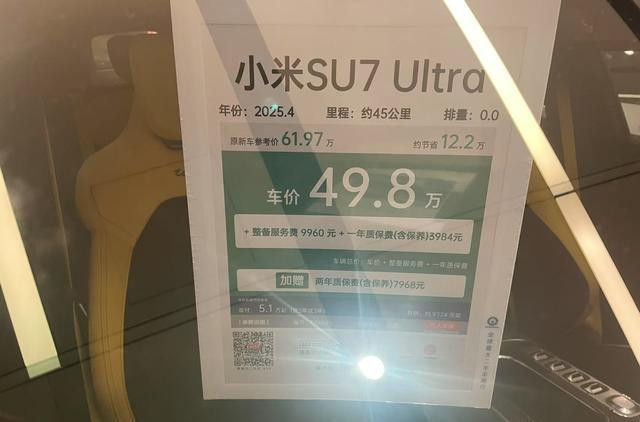 小米SU7 Ultra
年份：2025.4 里程：约45公里 排量：0.0
原新车参考价 61.97 万 约节省 12.2 万
车价 49.8 万
+ 整备服务费 9960 元 + 一年质保费(含保养)3984元
车辆总价：车价 + 整备服务费 + 一年质保费
加赠 两年质保费(含保养)7968元
首付：5.1 万起